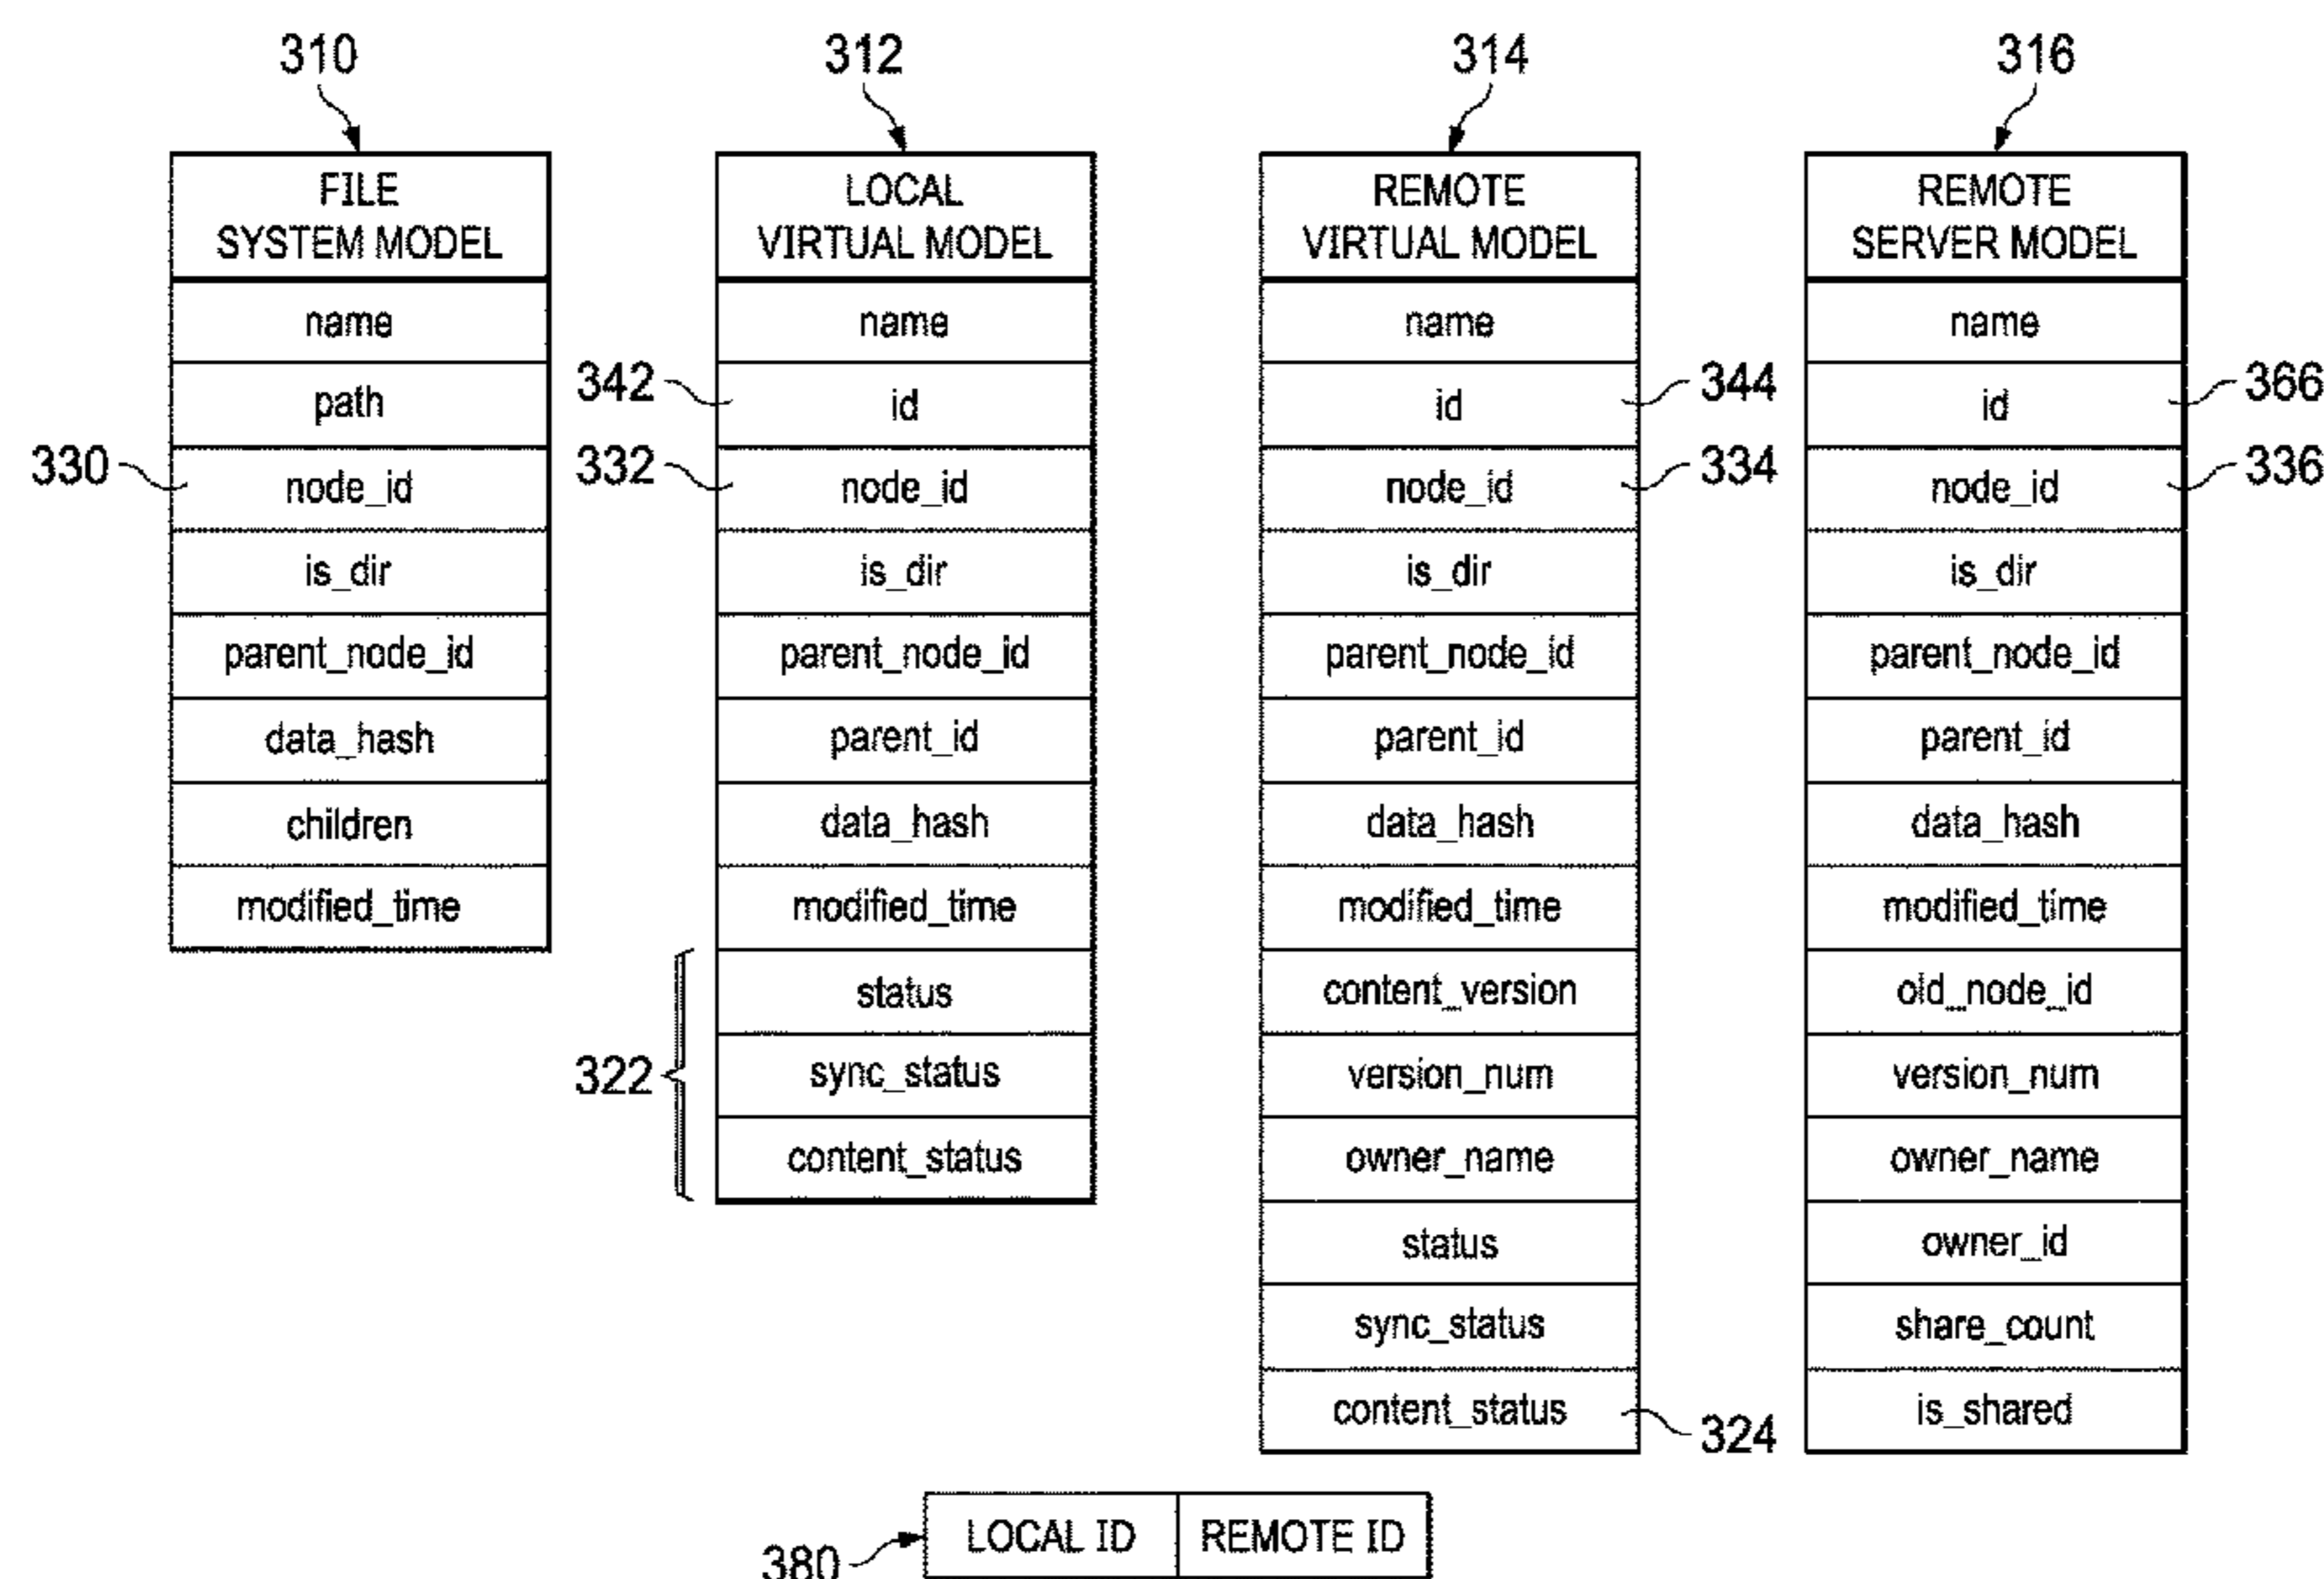 310
312
314
316
FILE
SYSTEM MODEL
name
path
330
node_id
is_dir
parent_node_id
data_hash
children
modified_time
LOCAL
VIRTUAL MODEL
name
342
id
332
node_id
is_dir
parent_node_id
parent_id
data_hash
modified_time
status
322
sync_status
content_status
REMOTE
VIRTUAL MODEL
name
id
344
node_id
334
is_dir
parent_node_id
parent_id
data_hash
modified_time
content_version
version_num
owner_name
status
sync_status
content_status
324
REMOTE
SERVER MODEL
name
id
366
node_id
336
is_dir
parent_node_id
parent_id
data_hash
modified_time
old_node_id
version_num
owner_name
owner_id
share_count
is_shared
380
LOCAL ID
REMOTE ID